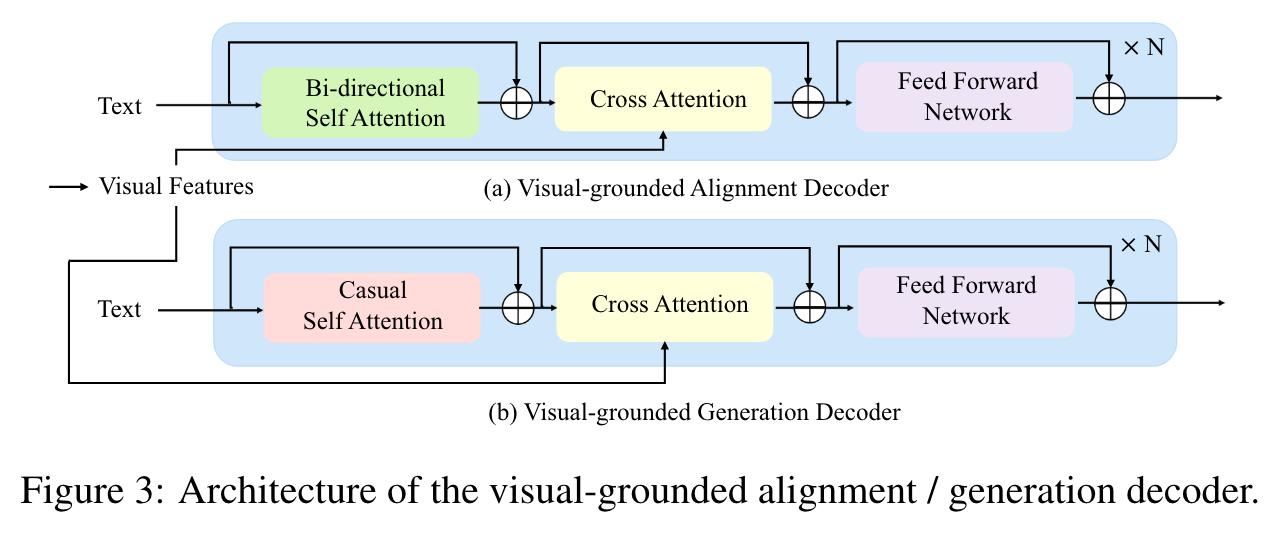 × N
Bi-directional
Self Attention
Cross Attention
Feed Forward
Network
Text
Visual Features
(a) Visual-grounded Alignment Decoder
× N
Casual
Self Attention
Cross Attention
Feed Forward
Network
Text
(b) Visual-grounded Generation Decoder
Figure 3: Architecture of the visual-grounded alignment / generation decoder.